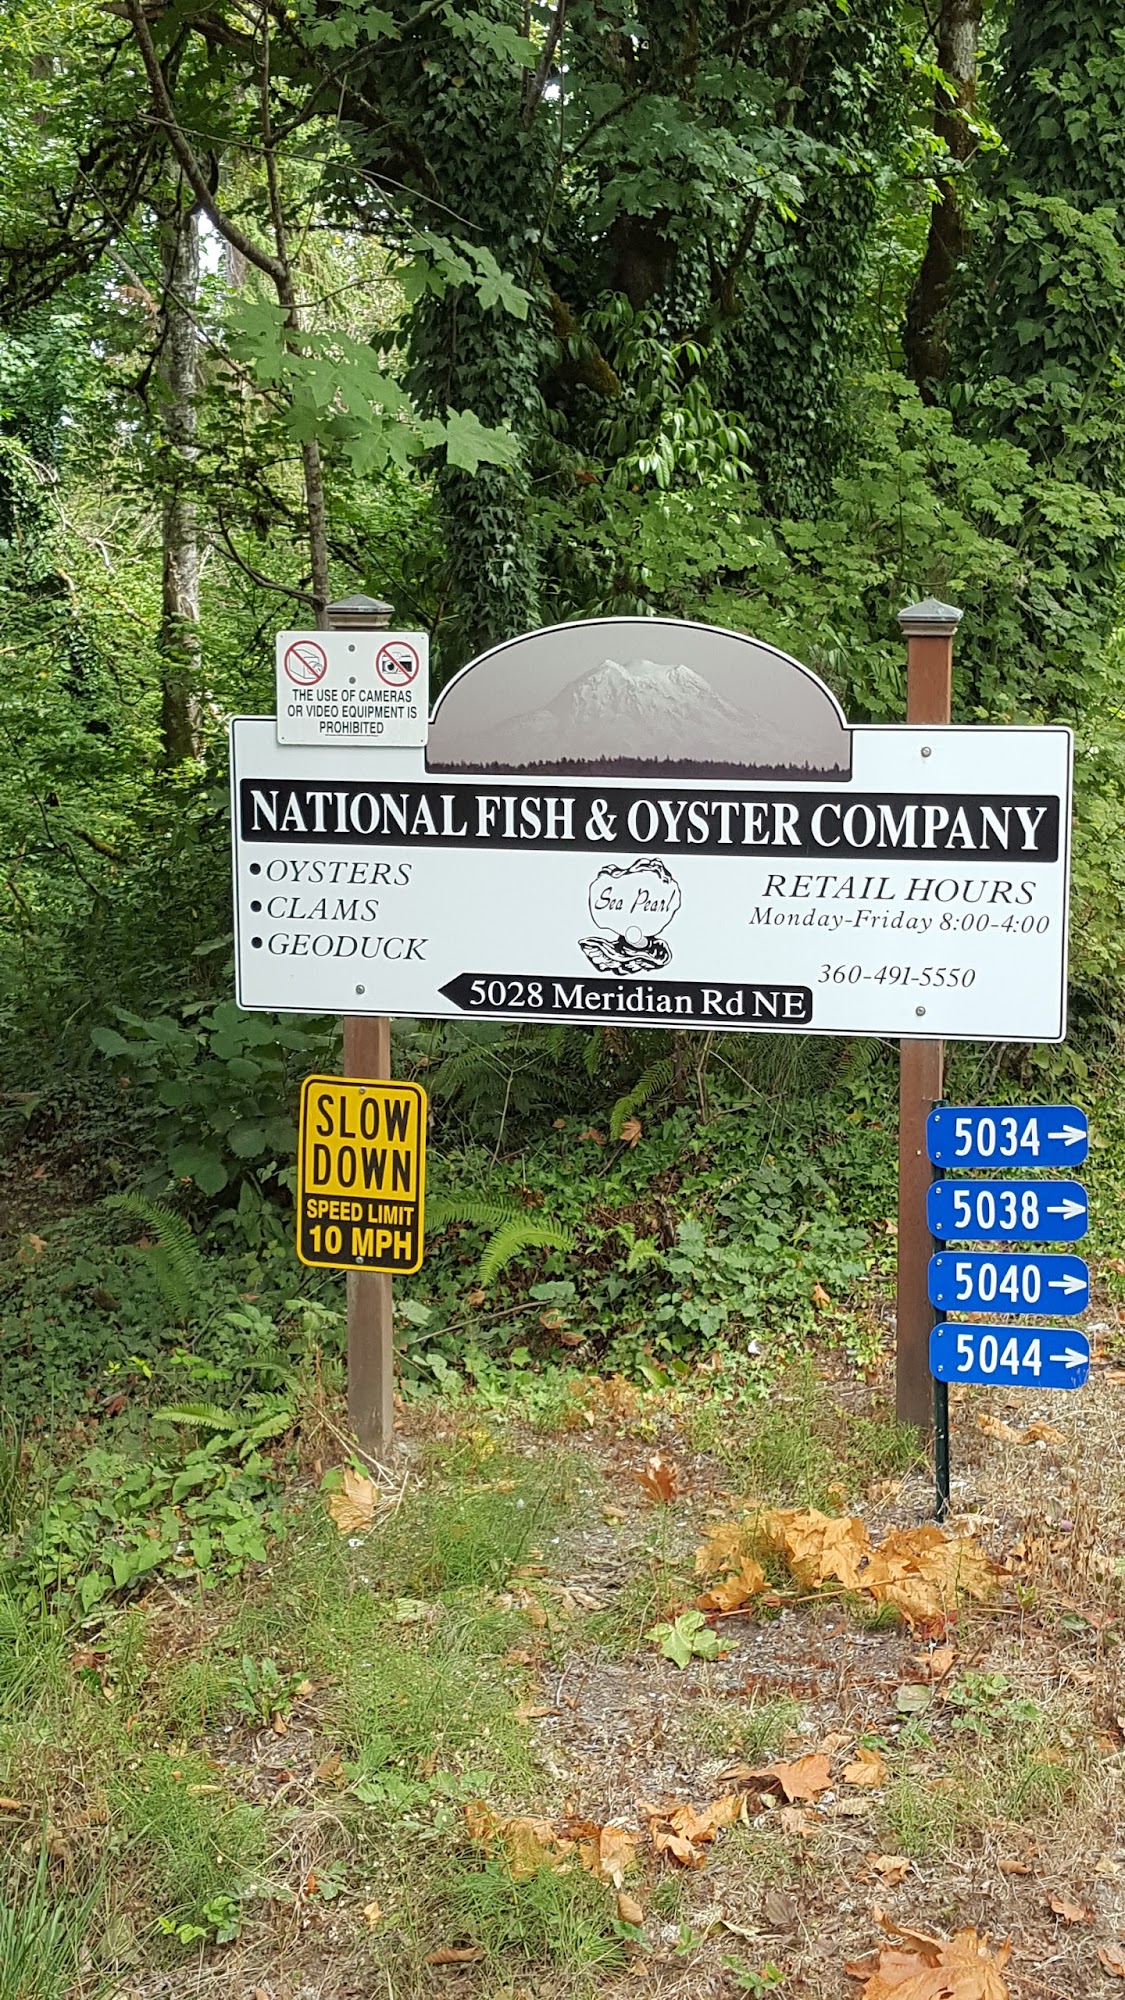 THE USE OF CAMERAS
OR VIDEO EQUIPMENT IS
PROHIBITED
NATIONAL FISH & OYSTER COMPANY
• OYSTERS
• CLAMS
• GEODUCK
Sea Pearl
RETAIL HOURS
Monday-Friday 8:00-4:00
360-491-5550
5028 Meridian Rd NE
SLOW
DOWN
SPEED LIMIT
10 MPH
5034 →
5038 →
5040 →
5044 →